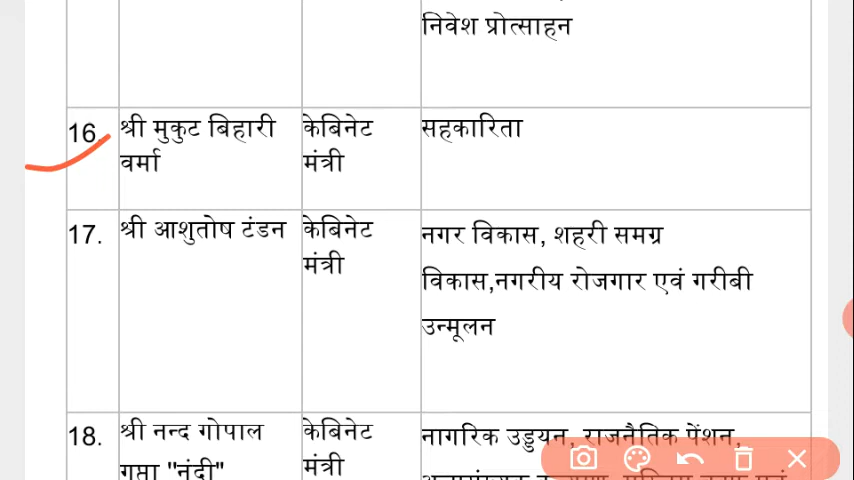 निवेश प्रोत्साहन
16. श्री मुकुट बिहारी केबिनेट सहकारिता
वर्मा मंत्री
17. श्री आशुतोष टंडन केबिनेट नगर विकास, शहरी समग्र
मंत्री विकास,नगरीय रोजगार एवं गरीबी
उन्मूलन
18. श्री नन्द गोपाल केबिनेट नागरिक उड्डयन, राजनैतिक पेंशन,
गुप्ता "नंदी" मंत्री